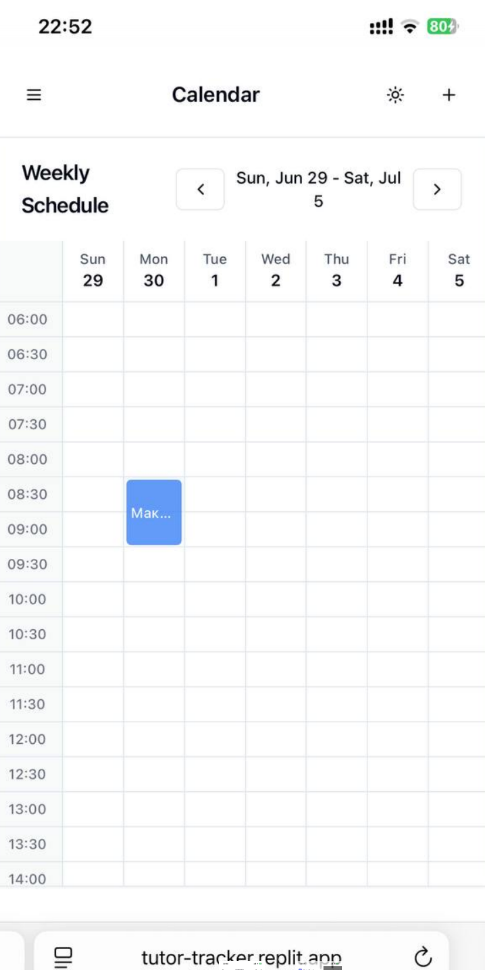 22:52
80
Calendar
Weekly
Schedule
Sun, Jun 29 - Sat, Jul
5
Sun Mon Tue Wed Thu Fri Sat
29 30 1 2 3 4 5
06:00
06:30
07:00
07:30
08:00
08:30
Мак...
09:00
09:30
10:00
10:30
11:00
11:30
12:00
12:30
13:00
13:30
14:00
tutor-tracker.replit.app